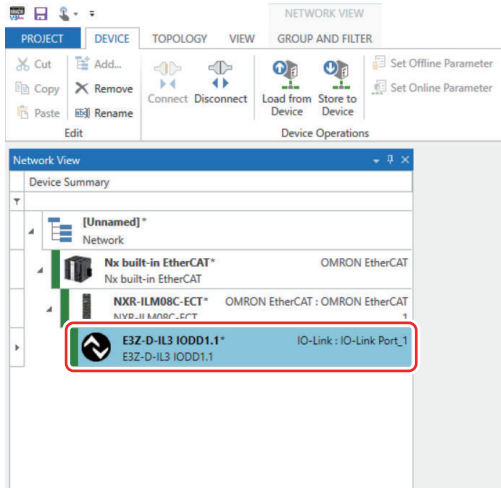 NETWORK VIEW
PROJECT DEVICE TOPOLOGY VIEW GROUP AND FILTER
Cut Add... Set Offline Parameter
Copy Remove Connect Disconnect Load from Store to Set Online Parameter
Paste Rename Device Device
Edit Device Operations
Network View
Device Summary
[Unnamed]*
Network
Nx built-in EtherCAT* OMRON EtherCAT
Nx built-in EtherCAT
NXR-ILM08C-ECT* OMRON EtherCAT : OMRON EtherCAT
NXR-ILM08C-ECT 1
E3Z-D-IL3 IODD1.1* IO-Link : IO-Link Port_1
E3Z-D-IL3 IODD1.1